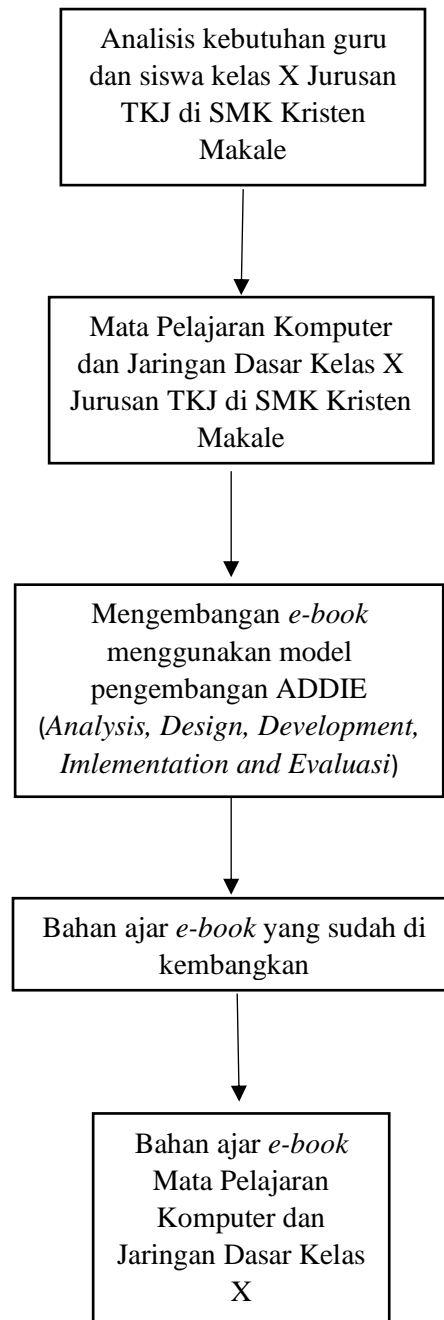 Analisis kebutuhan guru
dan siswa kelas X Jurusan
TKJ di SMK Kristen
Makale
Mata Pelajaran Komputer
dan Jaringan Dasar Kelas X
Jurusan TKJ di SMK Kristen
Makale
Mengembangan e-book
menggunakan model
pengembangan ADDIE
(Analysis, Design, Development,
Imlementation and Evaluasi)
Bahan ajar e-book yang sudah di
kembangkan
Bahan ajar e-book
Mata Pelajaran
Komputer dan
Jaringan Dasar Kelas
X